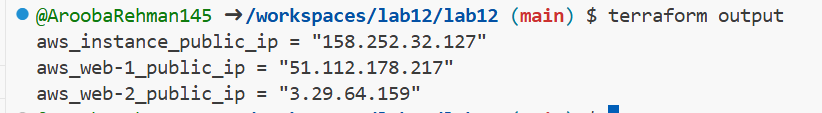 @AroobaRehman145 ➜/workspaces/lab12/lab12 (main) $ terraform output
aws_instance_public_ip = "158.252.32.127"
aws_web-1_public_ip = "51.112.178.217"
aws_web-2_public_ip = "3.29.64.159"